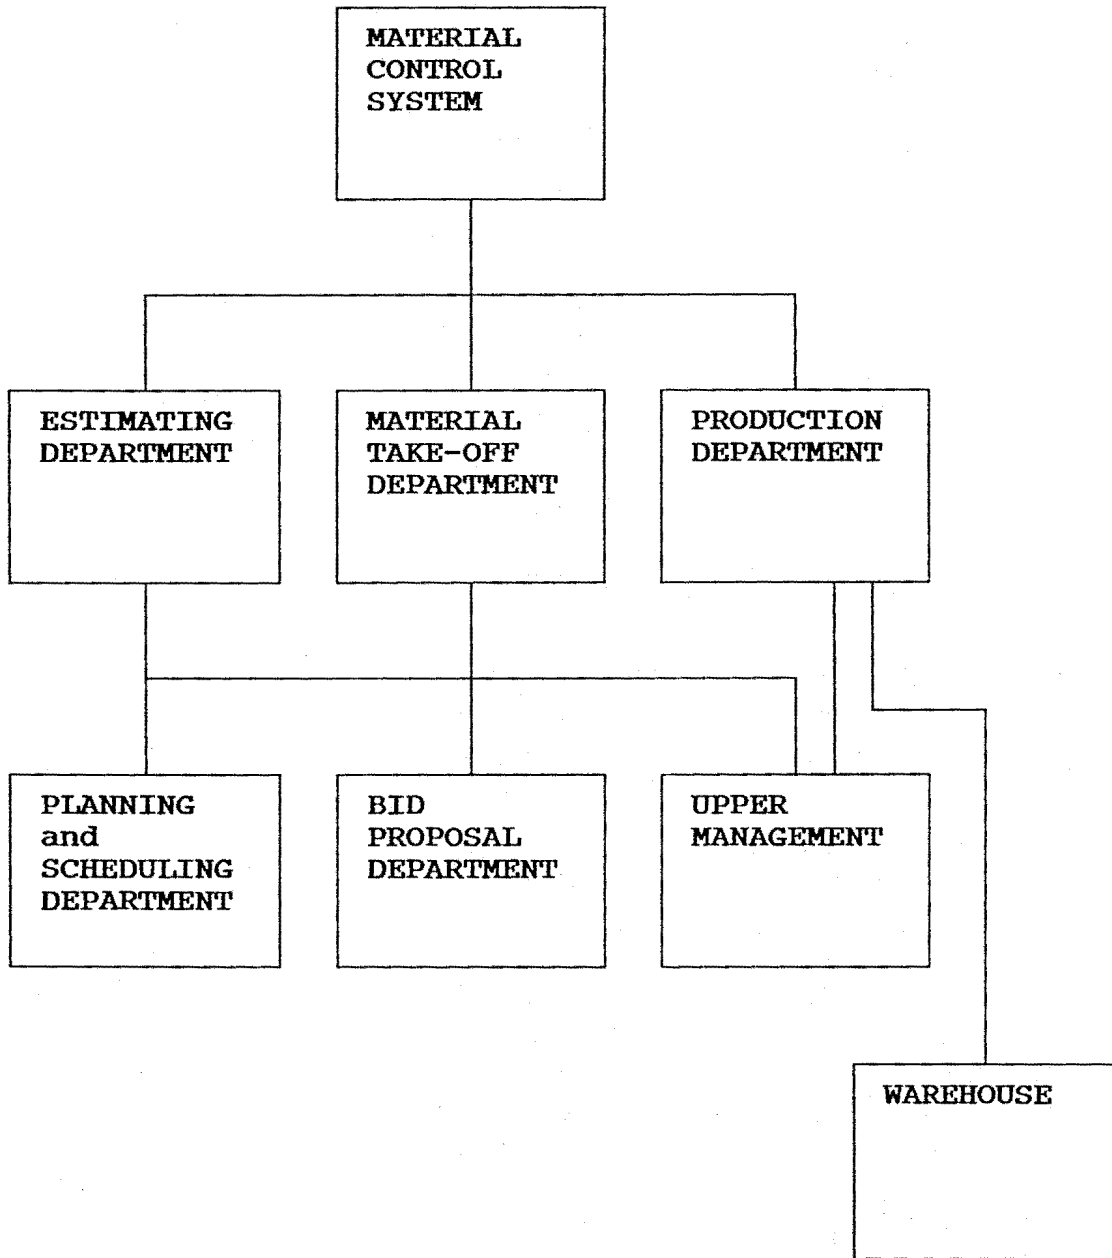 MATERIAL
CONTROL
SYSTEM
ESTIMATING
DEPARTMENT
MATERIAL
TAKE-OFF
DEPARTMENT
PRODUCTION
DEPARTMENT
PLANNING
and
SCHEDULING
DEPARTMENT
BID
PROPOSAL
DEPARTMENT
UPPER
MANAGEMENT
WAREHOUSE